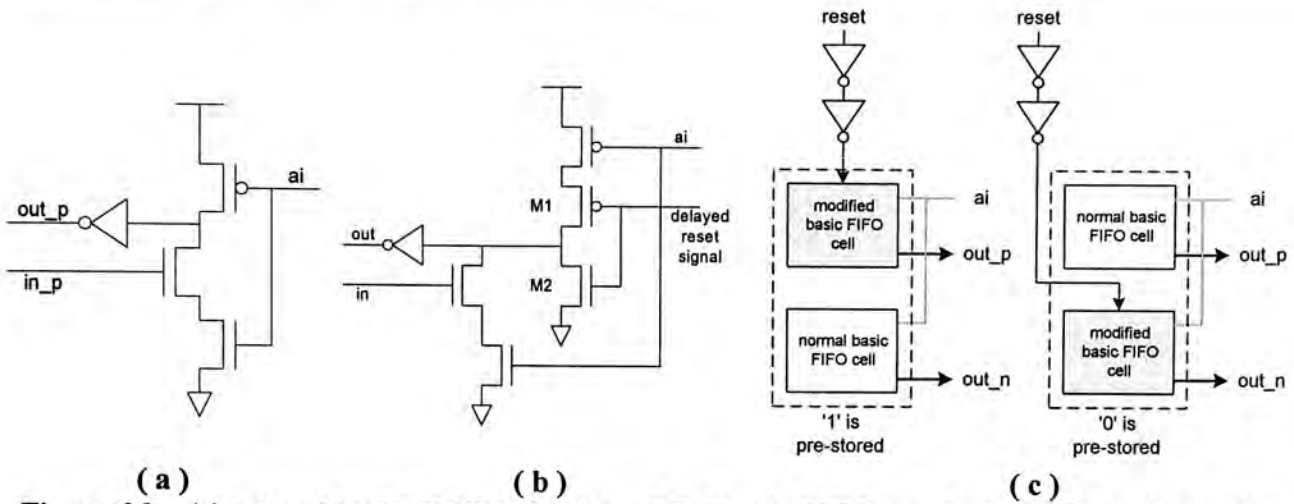 ai
out_p
in_p
( a )
ai
M1
delayed
reset
signal
out
M2
in
( b )
reset
reset
modified
basic FIFO
cell
out_p
normal basic
FIFO cell
out_n
'1' is
pre-stored
ai
normal basic
FIFO cell
out_p
modified
basic FIFO
cell
out_n
'0' is
pre-stored
( c )